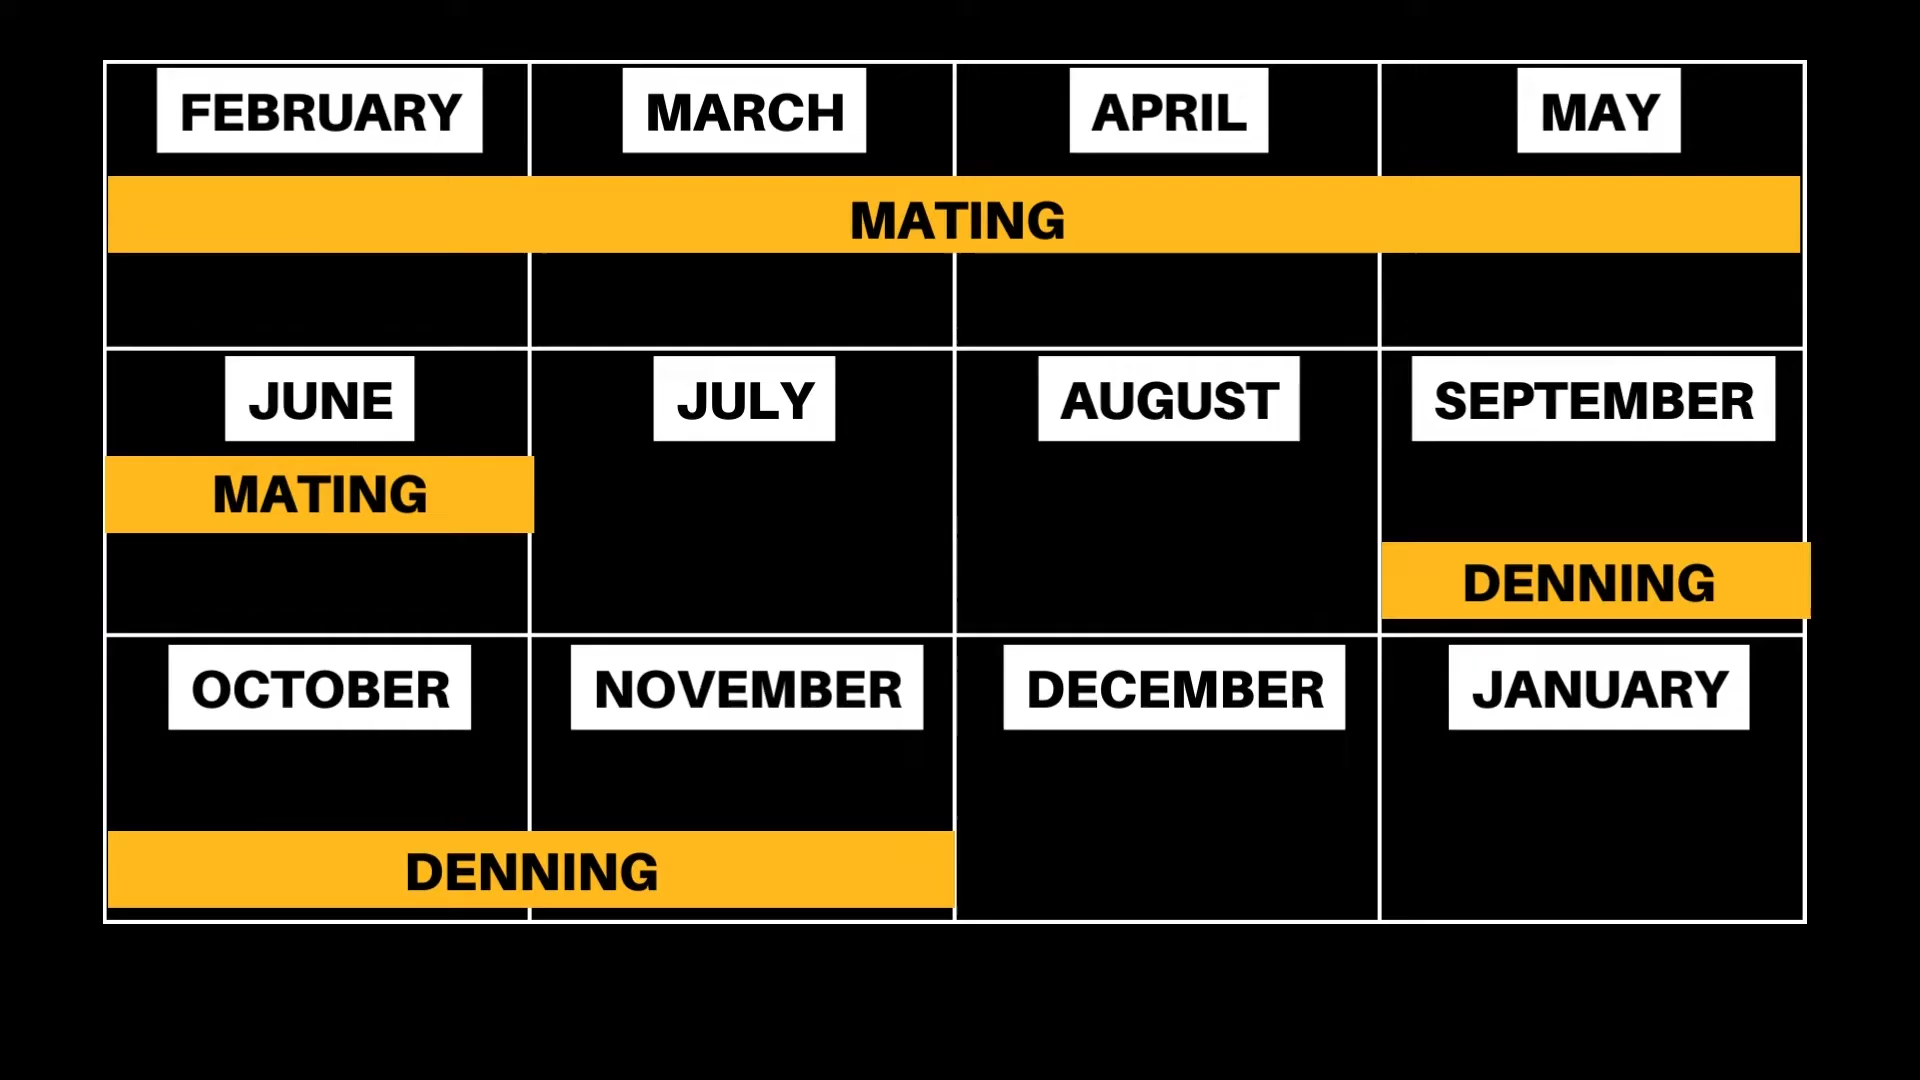 FEBRUARY MARCH APRIL MAY
MATING
JUNE JULY AUGUST SEPTEMBER
MATING
DENNING
OCTOBER NOVEMBER DECEMBER JANUARY
DENNING